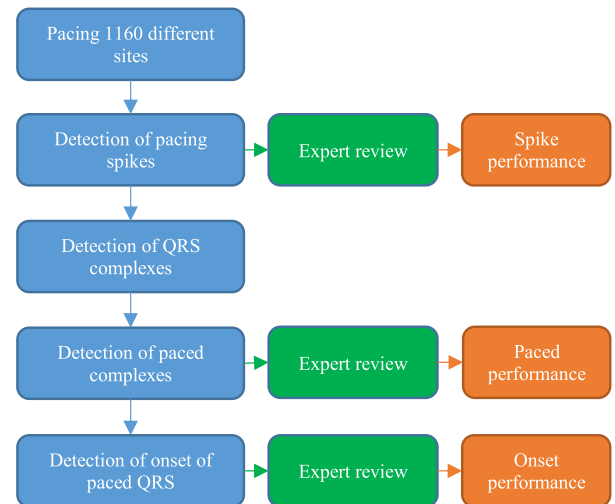 Pacing 1160 different
sites
Detection of pacing
spikes
Expert review
Spike
performance
Detection of QRS
complexes
Detection of paced
complexes
Expert review
Paced
performance
Detection of onset of
paced QRS
Expert review
Onset
performance